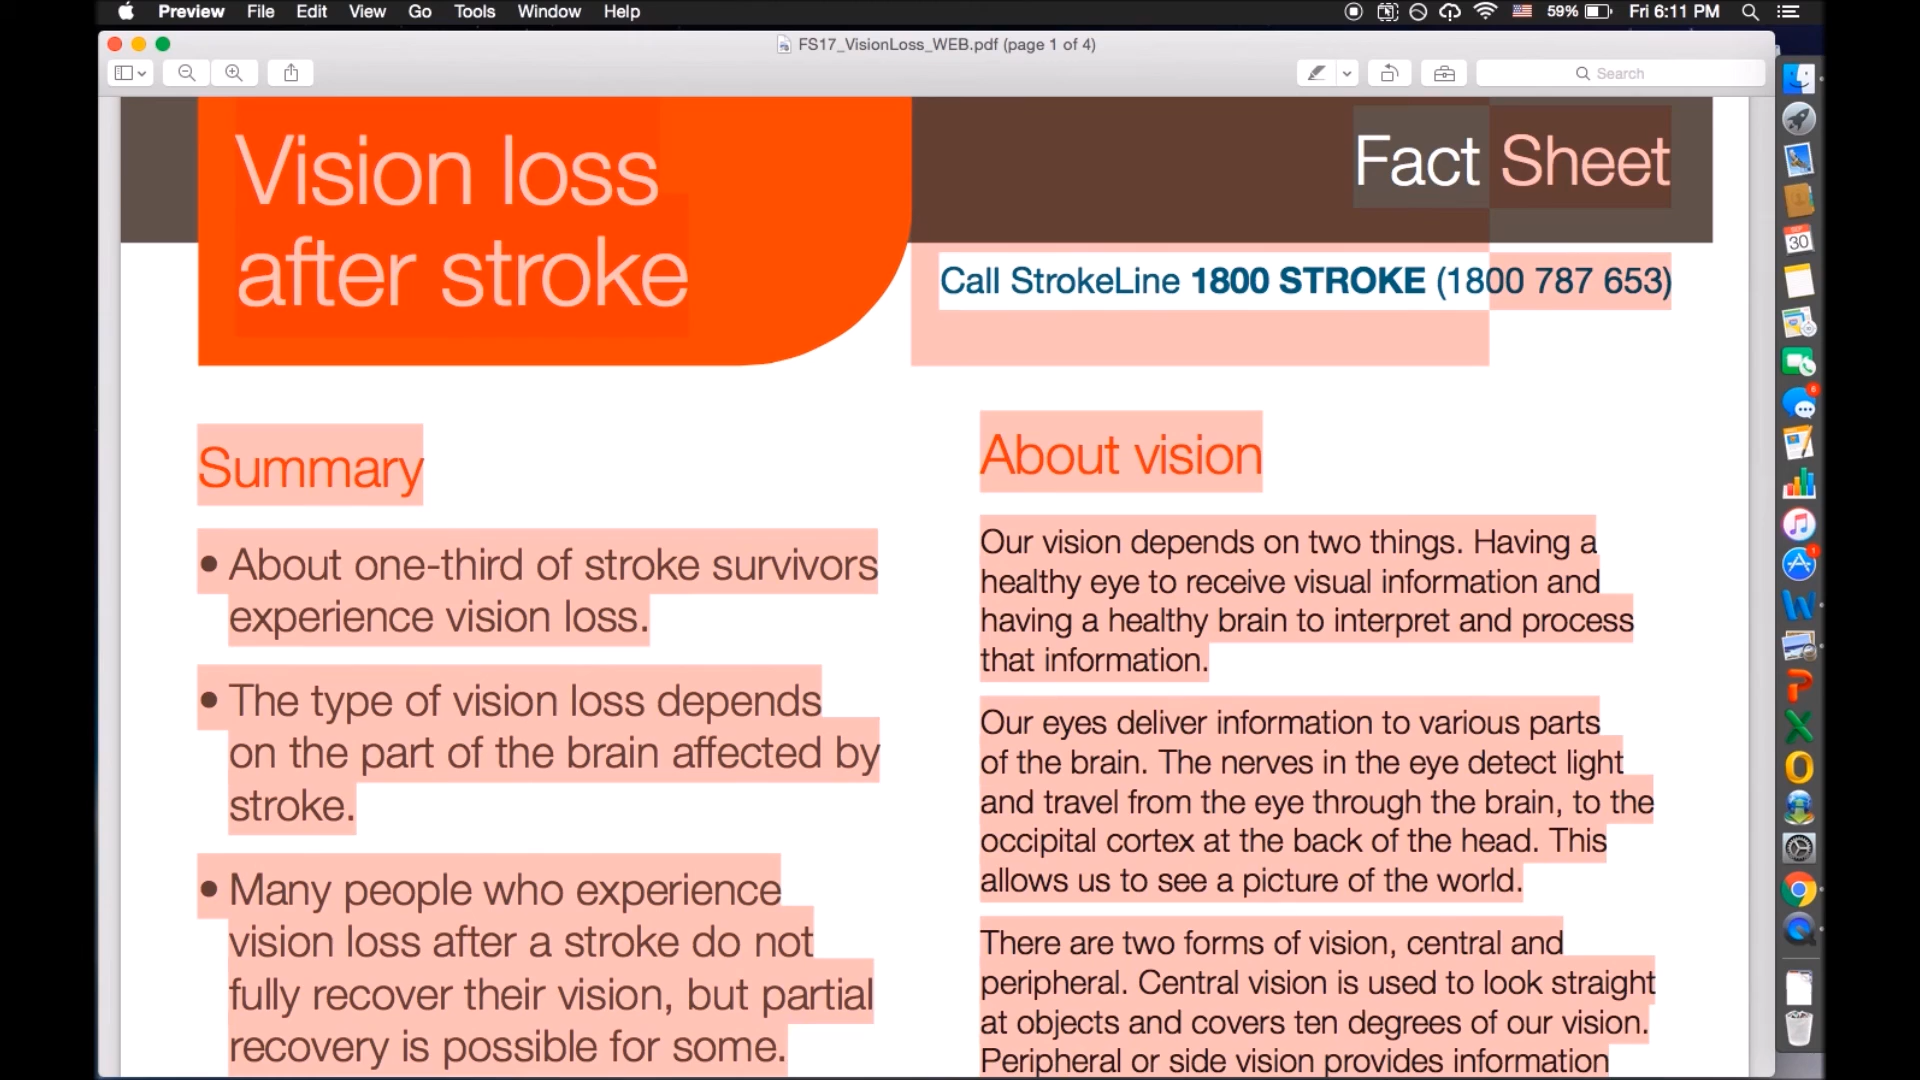 Preview File Edit View Go Tools Window Help
59% Fri 6:11 PM
FS17_VisionLoss_WEB.pdf (page 1 of 4)
Search
Vision loss
after stroke
Fact Sheet
Call StrokeLine 1800 STROKE (1800 787 653)
Summary
• About one-third of stroke survivors
experience vision loss.
• The type of vision loss depends
on the part of the brain affected by
stroke.
• Many people who experience
vision loss after a stroke do not
fully recover their vision, but partial
recovery is possible for some.
About vision
Our vision depends on two things. Having a
healthy eye to receive visual information and
having a healthy brain to interpret and process
that information.
Our eyes deliver information to various parts
of the brain. The nerves in the eye detect light
and travel from the eye through the brain, to the
occipital cortex at the back of the head. This
allows us to see a picture of the world.
There are two forms of vision, central and
peripheral. Central vision is used to look straight
at objects and covers ten degrees of our vision.
Peripheral or side vision provides information
30